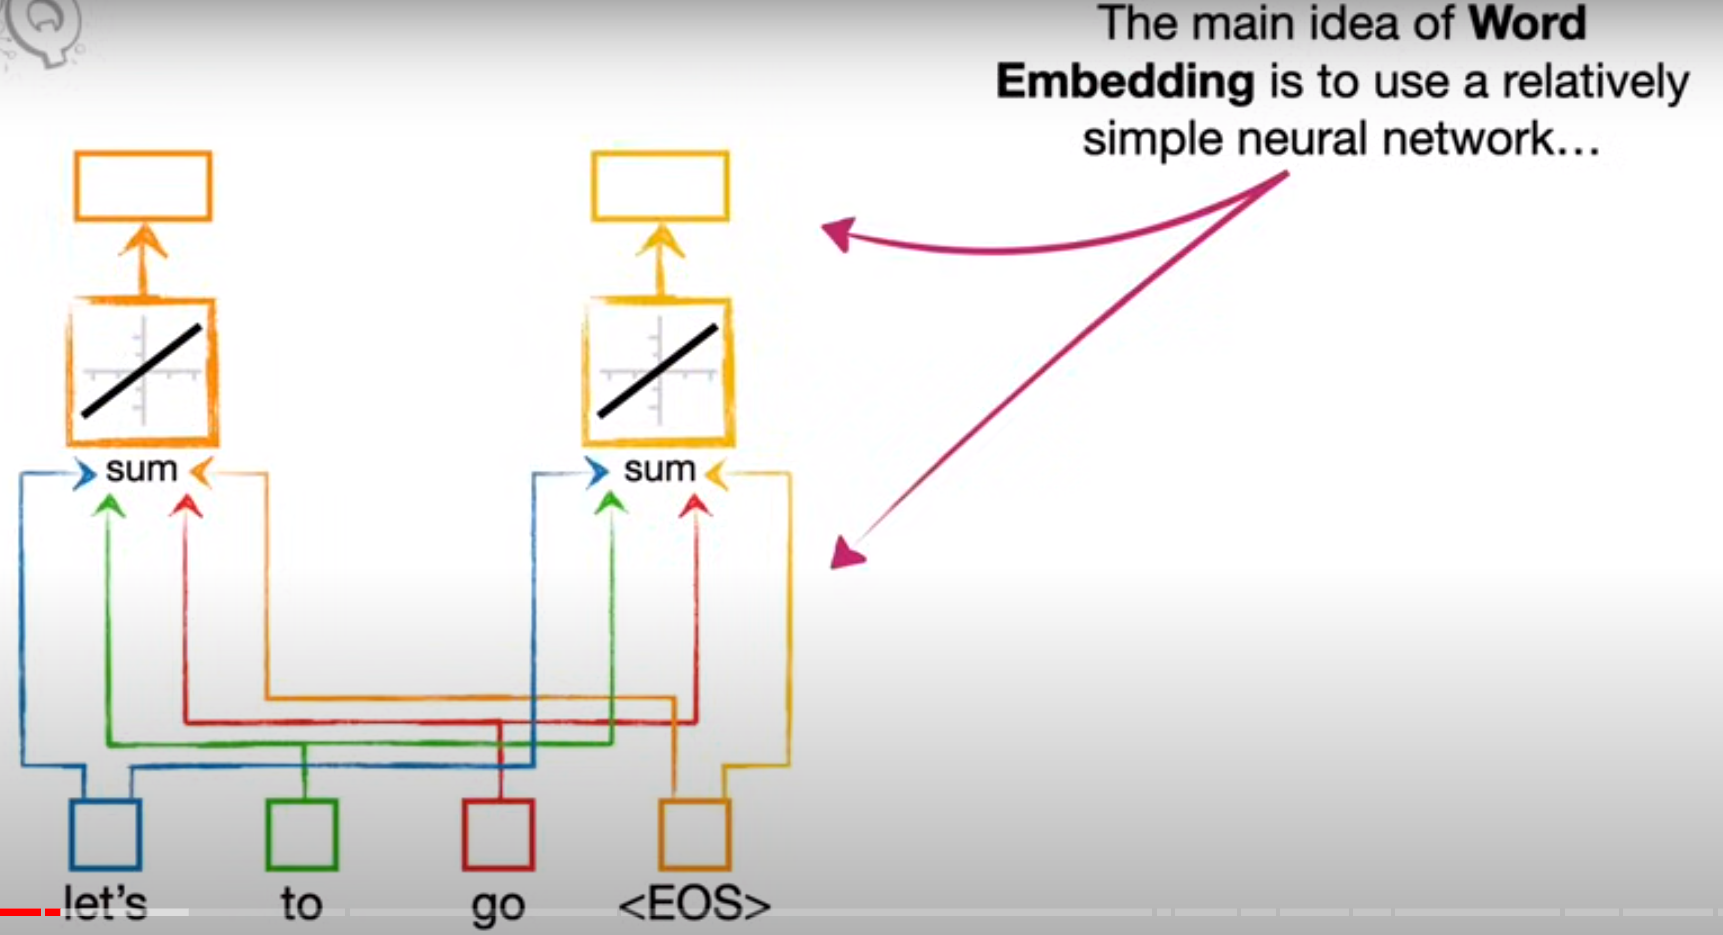 The main idea of Word
Embedding is to use a relatively
simple neural network...
sum
sum
let's
to
go
<EOS>